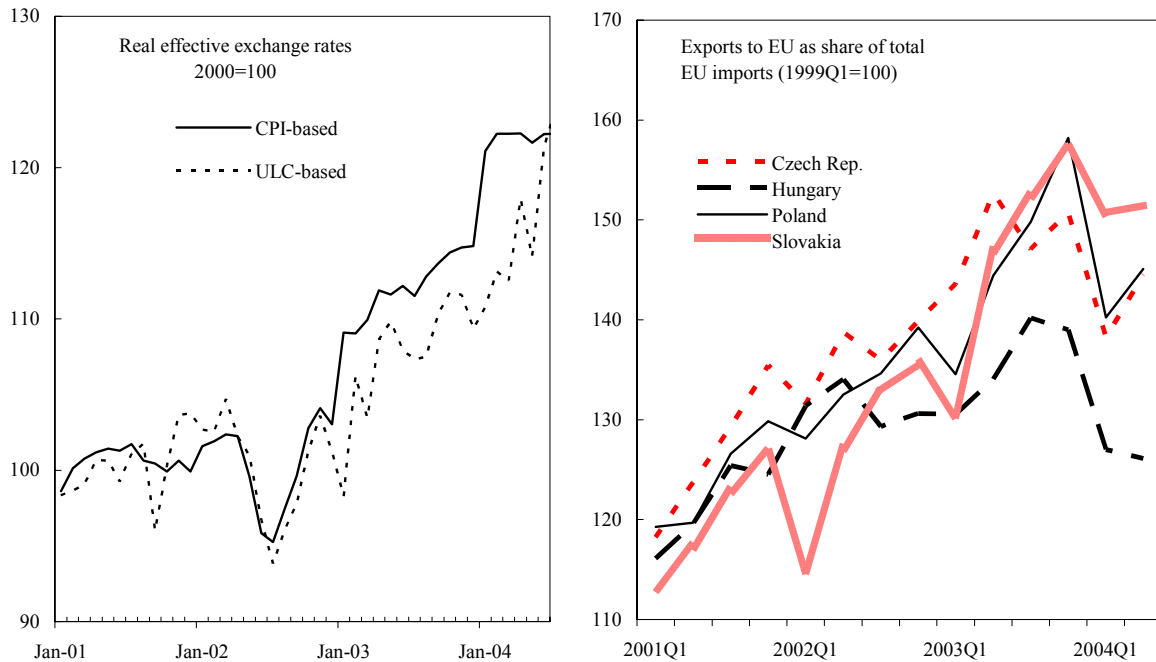 130
120
110
100
90
Real effective exchange rates
2000=100
CPI-based
ULC-based
Jan-01 Jan-02 Jan-03 Jan-04
170
160
150
140
130
120
110
Exports to EU as share of total
EU imports (1999Q1=100)
Czech Rep.
Hungary
Poland
Slovakia
2001Q1 2002Q1 2003Q1 2004Q1